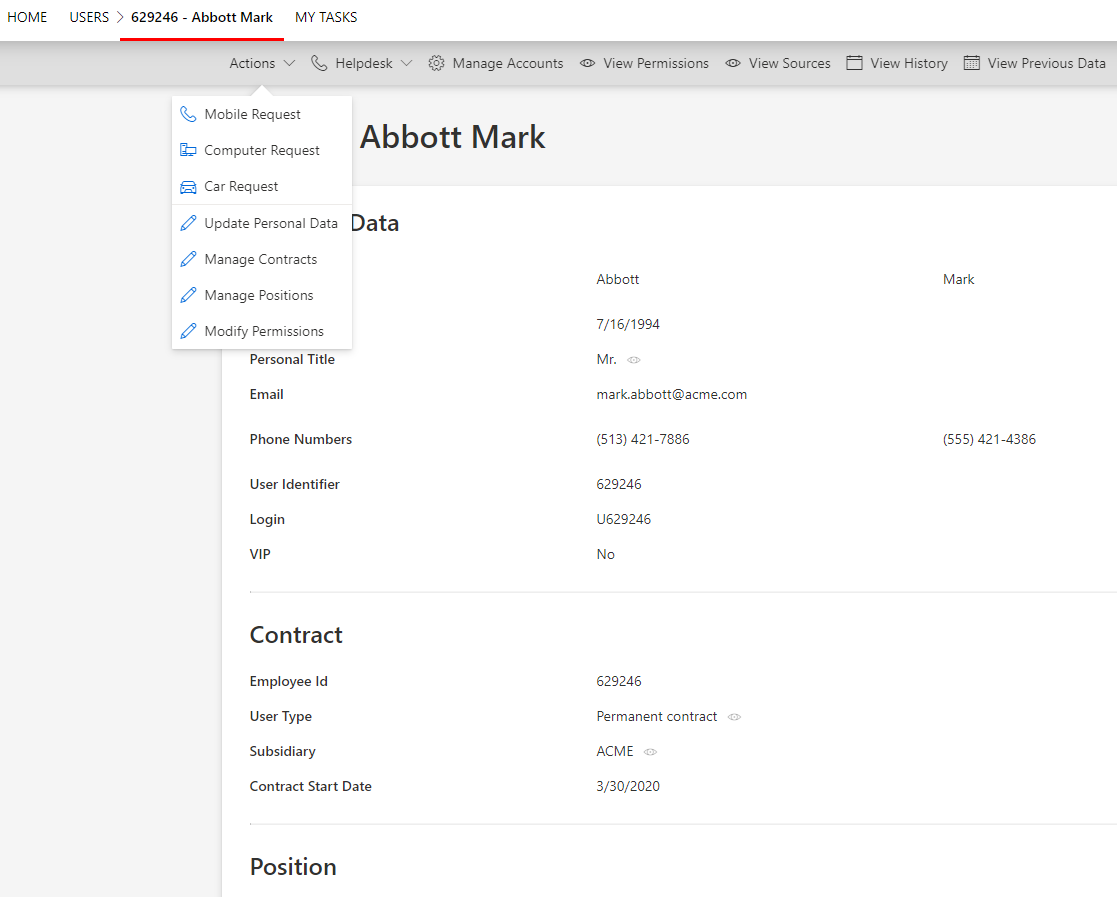 HOME USERS 629246 - Abbott Mark MY TASKS
Actions Helpdesk Manage Accounts View Permissions View Sources View History View Previous Data
Mobile Request
Computer Request
Car Request
Update Personal Data
Manage Contracts
Manage Positions
Modify Permissions
Abbott Mark
Data
Abbott Mark
7/16/1994
Personal Title Mr.
Email mark.abbott@acme.com
Phone Numbers (513) 421-7886 (555) 421-4386
User Identifier 629246
Login U629246
VIP No
Contract
Employee Id 629246
User Type Permanent contract
Subsidiary ACME
Contract Start Date 3/30/2020
Position